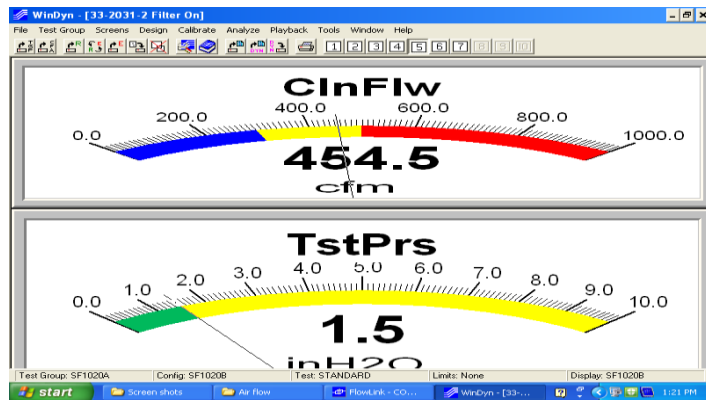 WinDyn - [33-2031-2 Filter On]
File Test Group Screens Design Calibrate Analyze Playback Tools Window Help
1 2 3 4 5 6 7 8 9 10
ClnFlw
0.0 200.0 400.0 600.0 800.0 1000.0
454.5
cfm
TstPrs
0.0 1.0 2.0 3.0 4.0 5.0 6.0 7.0 8.0 9.0 10.0
1.5
inH2O
Test Group: SF1020A Config: SF1020B Test: STANDARD Limits: None Display: SF1020B
start Screen shots Air flow FlowLink - CO... WinDyn - [33-... 1:21 PM